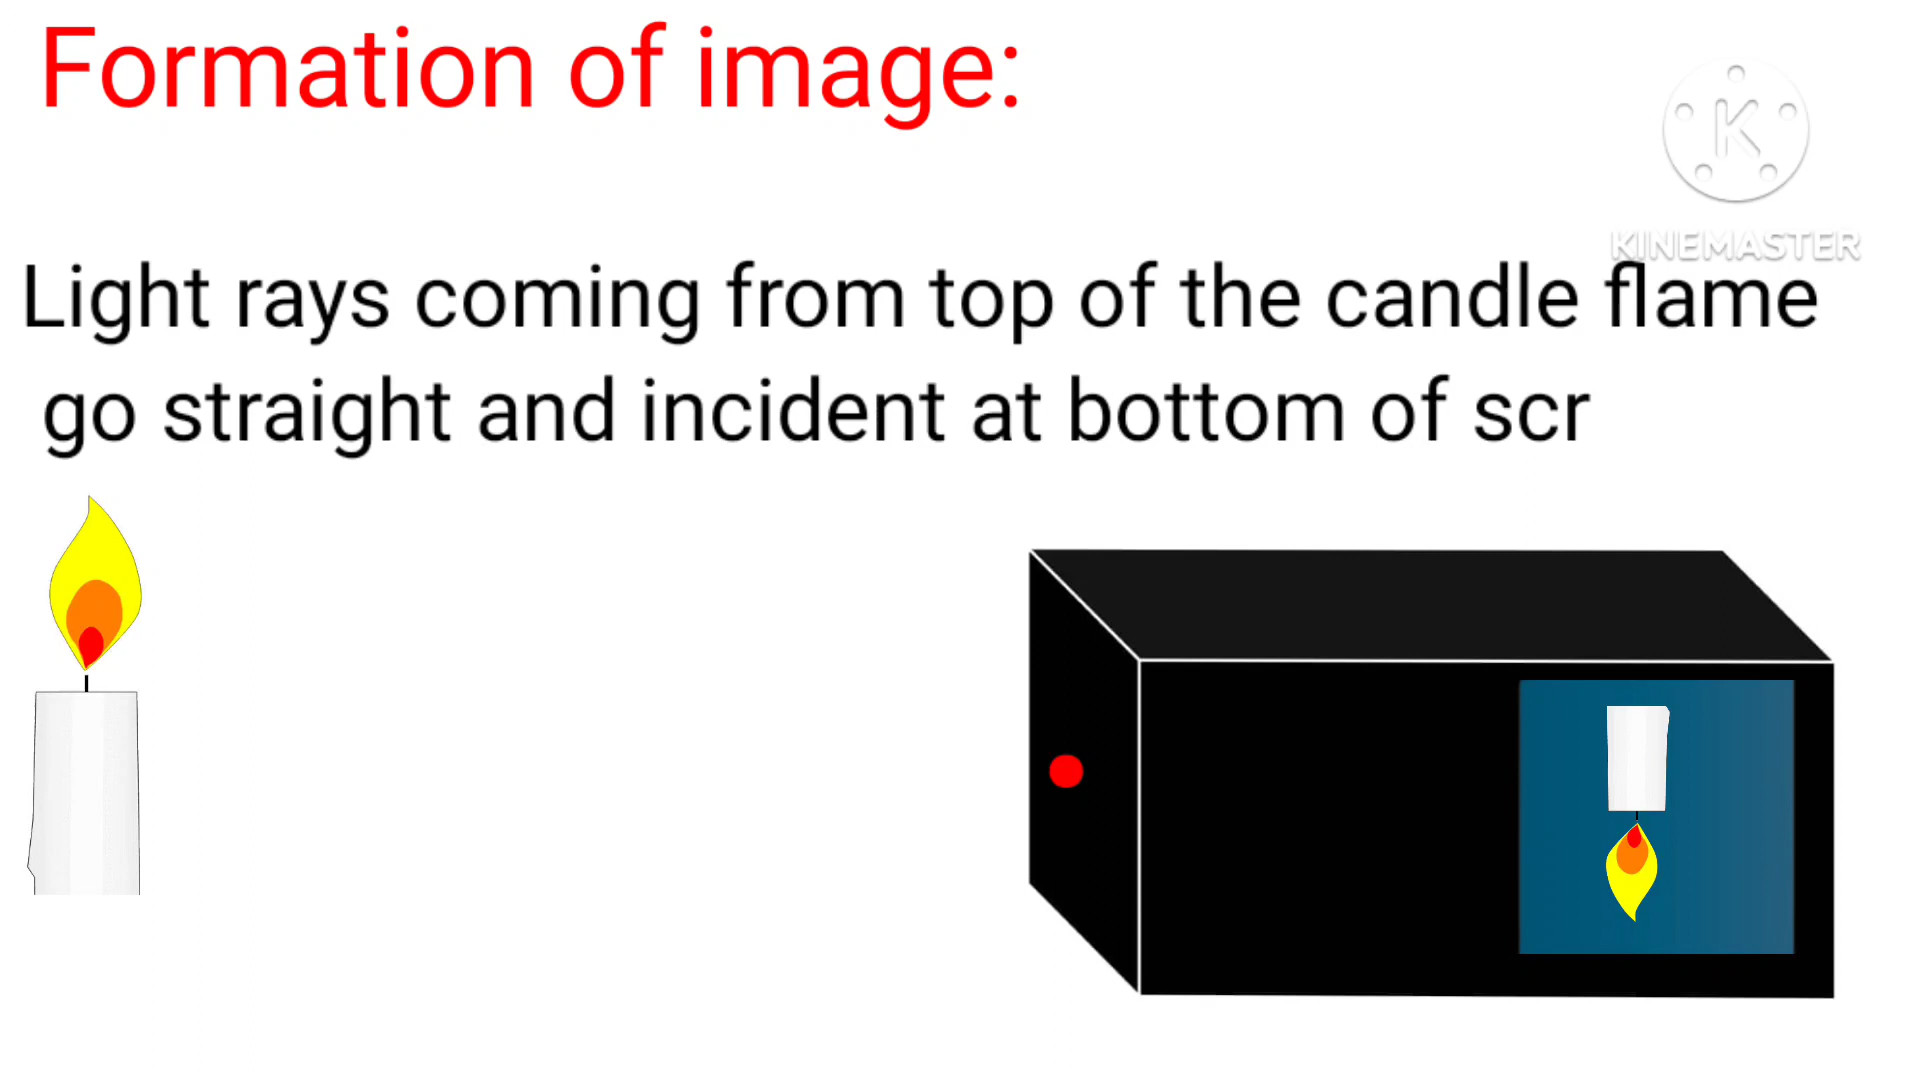 Formation of image:
K
KINEMASTER
Light rays coming from top of the candle flame
go straight and incident at bottom of scr